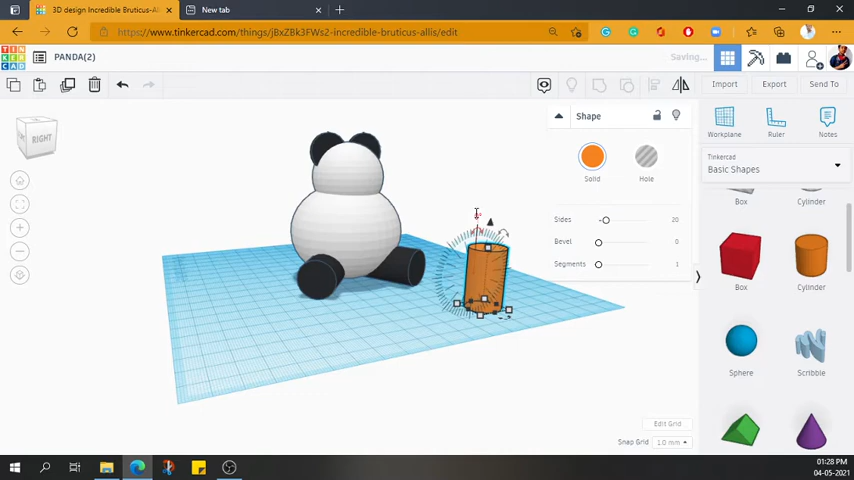 3D design Incredible Bruticus-Alli
New tab
https://www.tinkercad.com/things/jBxZBk3FWs2-incredible-bruticus-allis/edit
TIN
KER
CAD
PANDA(2)
Saving...
Import
Export
Send To
RIGHT
Shape
Solid
Hole
Workplane
Ruler
Notes
Tinkercad
Basic Shapes
Box
Cylinder
Sides
20
Bevel
0
Segments
1
Box
Cylinder
Sphere
Scribble
Edit Grid
Snap Grid
1.0 mm
01:28 PM
04-05-2021